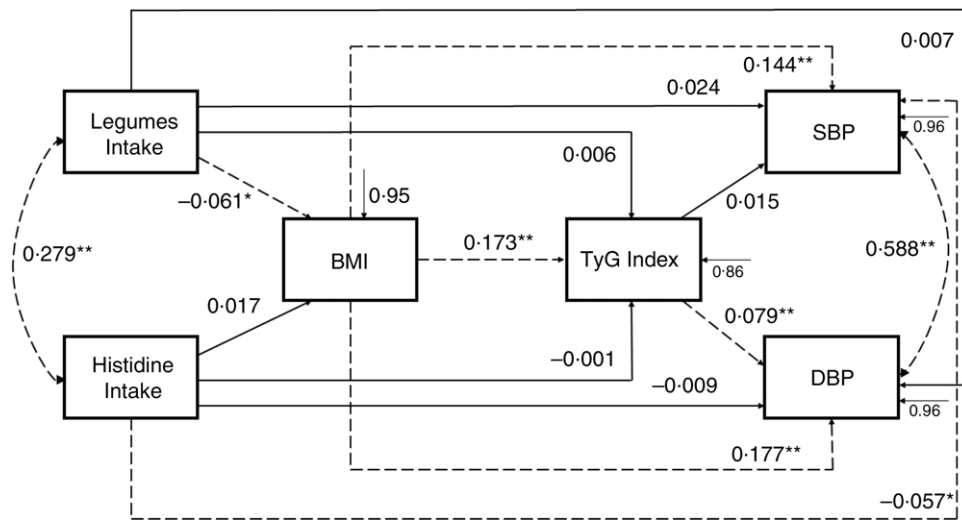 0·007
0·144**
0·024
Legumes
Intake
SBP
0.96
0·006
–0·061*
0·95
0·015
0·279**
BMI
0·173**
TyG Index
0.86
0·588**
0·017
0·079**
Histidine
Intake
–0·001
–0·009
DBP
0.96
0·177**
–0·057*